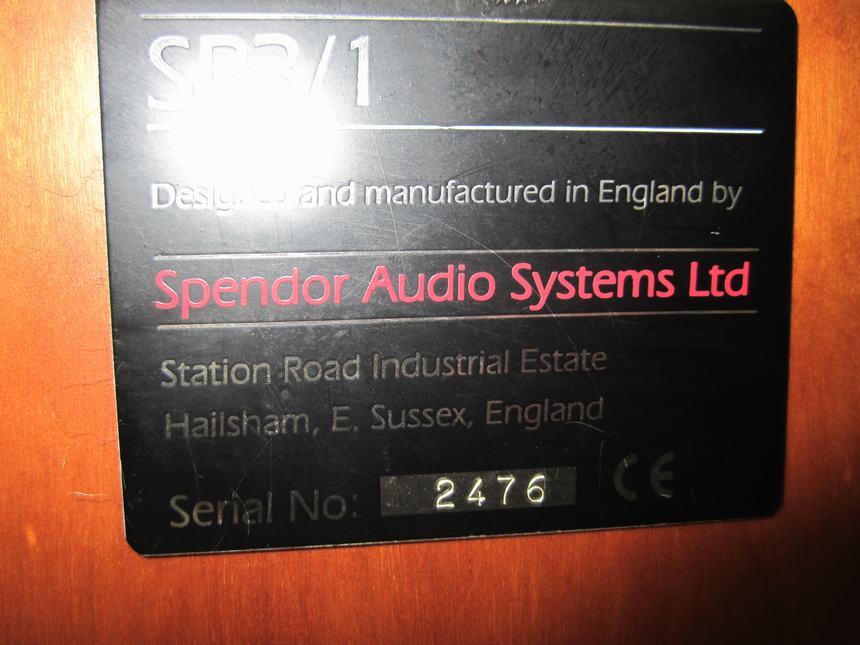 SP3/1
Designed and manufactured in England by
Spendor Audio Systems Ltd
Station Road Industrial Estate
Hailsham, E. Sussex, England
Serial No: 2476 CE